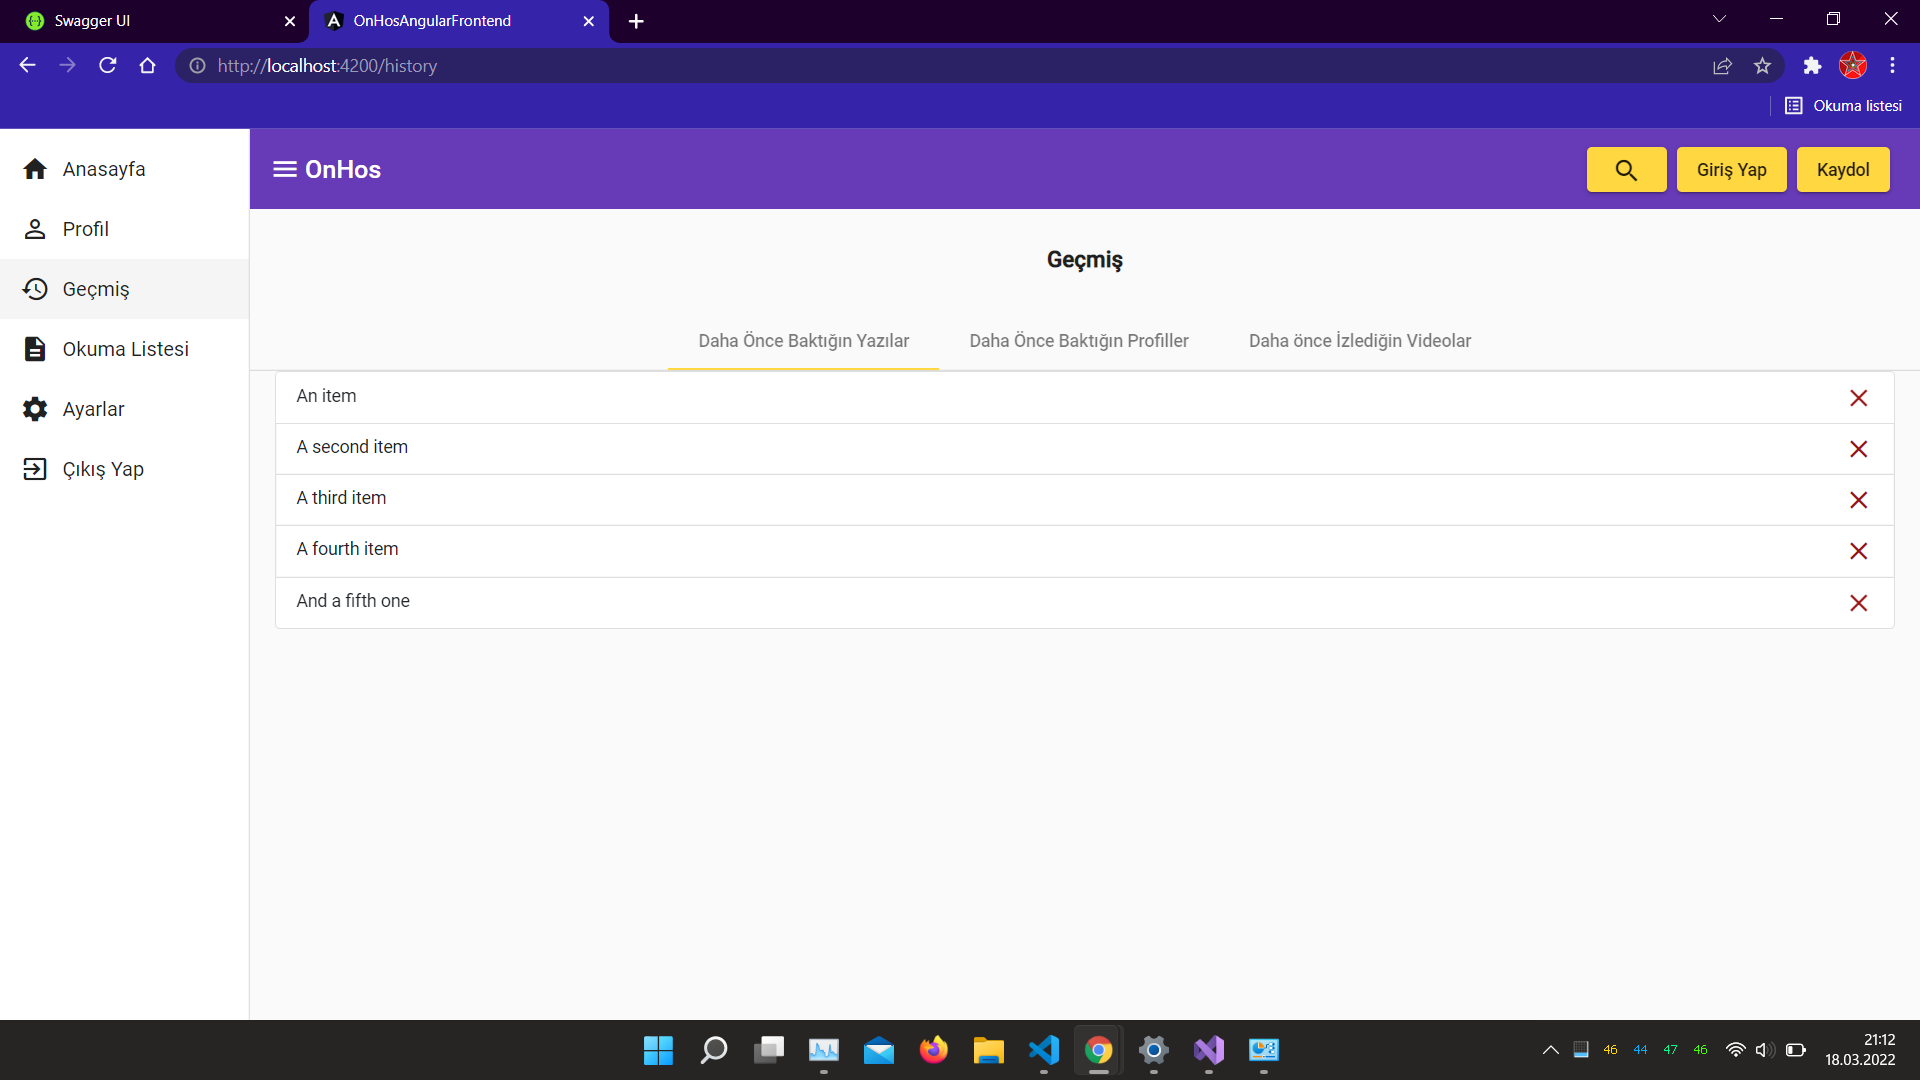 Swagger UI
OnHosAngularFrontend
http://localhost:4200/history
Okuma listesi
Anasayfa
Profil
Geçmiş
Okuma Listesi
Ayarlar
Çıkış Yap
OnHos
Giriş Yap
Kaydol
Geçmiş
Daha Önce Baktığın Yazılar
Daha Önce Baktığın Profiller
Daha önce İzlediğin Videolar
An item
A second item
A third item
A fourth item
And a fifth one
46 44 47 46
21:12
18.03.2022